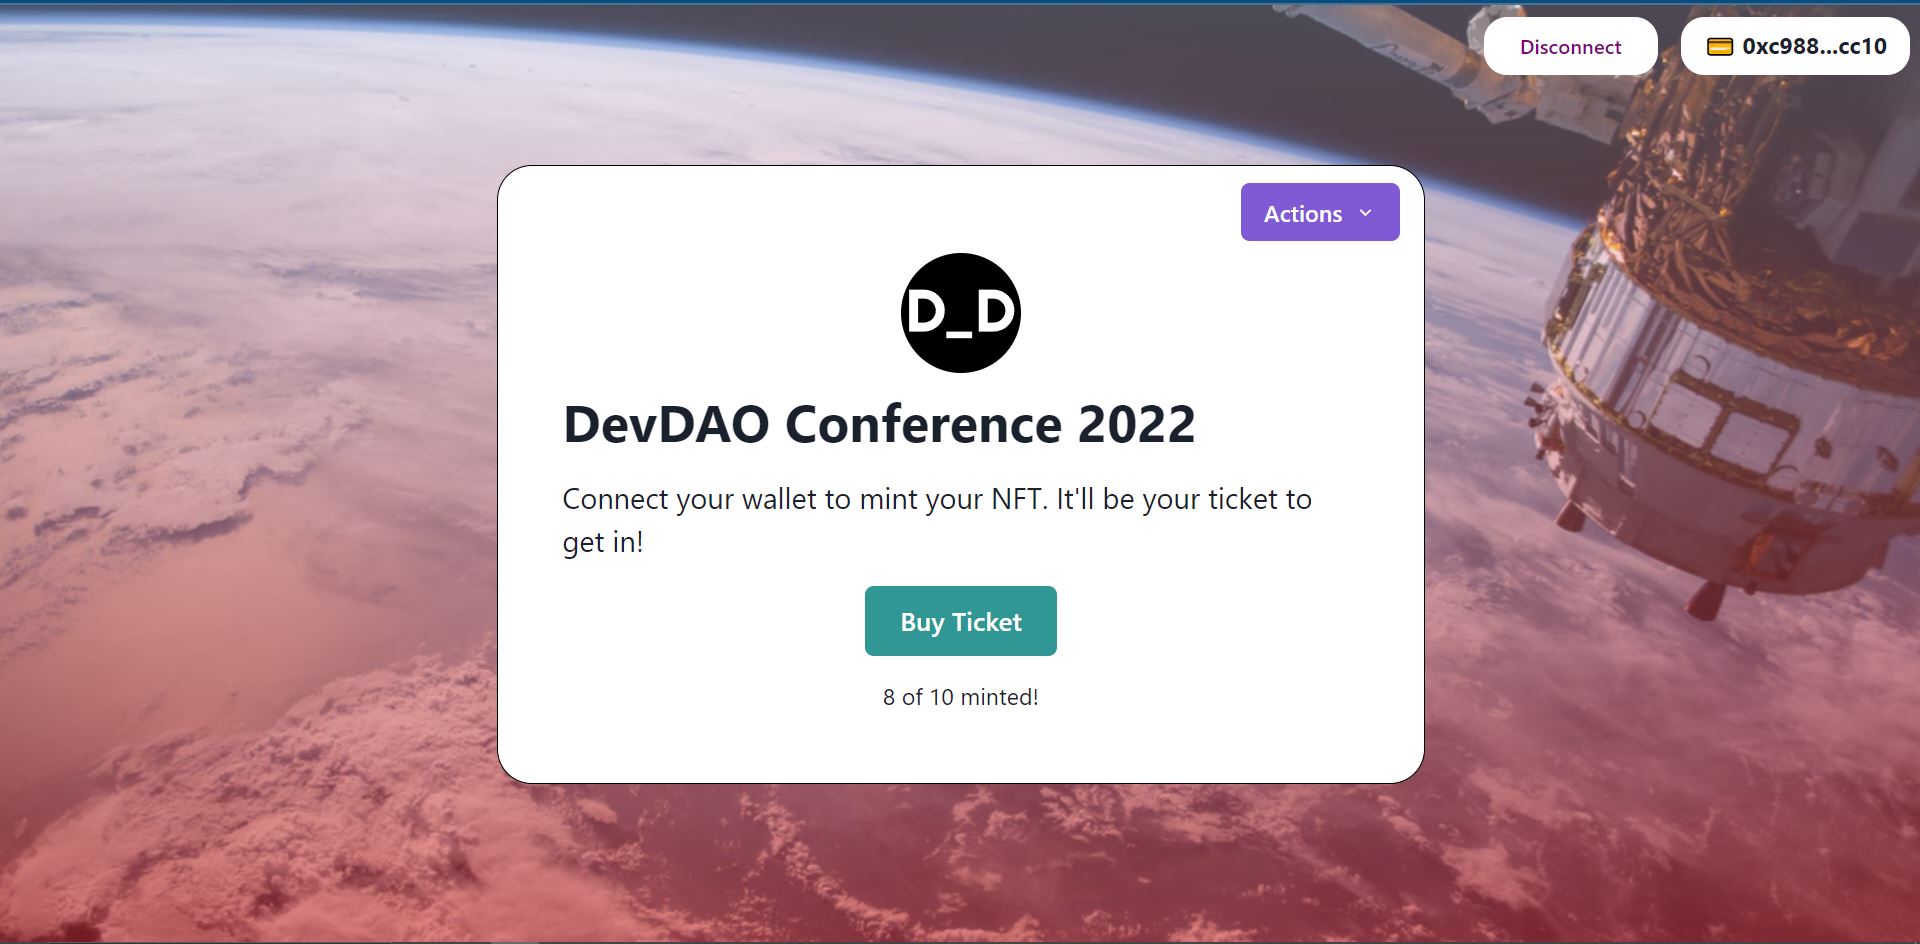 Disconnect
0xc988...cc10
Actions
D_D
DevDAO Conference 2022
Connect your wallet to mint your NFT. It'll be your ticket to
get in!
Buy Ticket
8 of 10 minted!